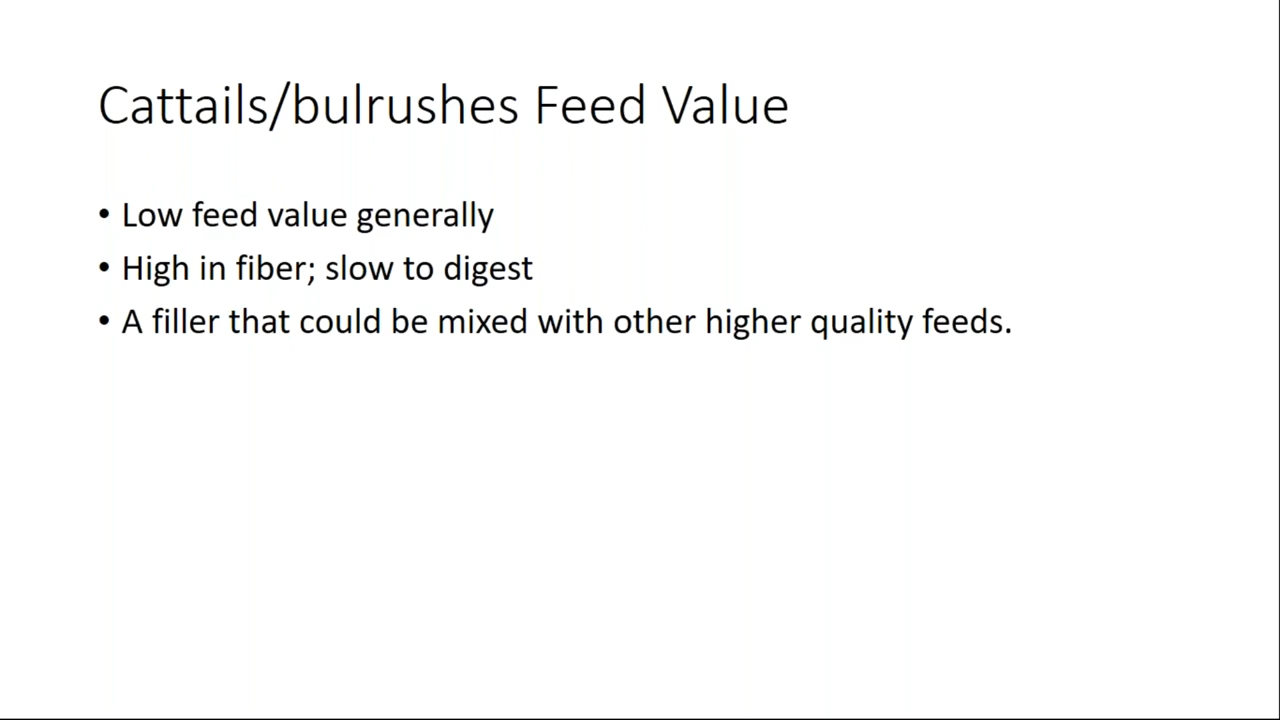 Cattails/bulrushes Feed Value
• Low feed value generally
• High in fiber; slow to digest
• A filler that could be mixed with other higher quality feeds.